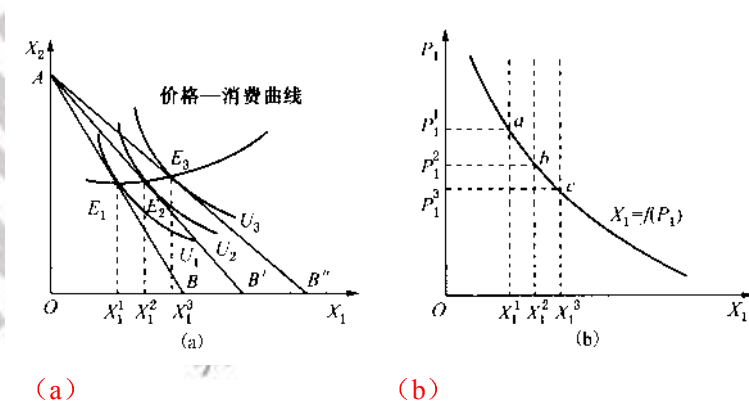 X₂
A
价格—消费曲线
E₃
E₁
E₂
U₃
U₂
U₁
B
B′
B″
O
X₁¹
X₁²
X₁³
X₁
(a)
P₁
P₁¹
a
P₁²
b
P₁³
c
X₁=f(P₁)
O
X₁¹
X₁²
X₁³
X₁
(b)
（a）
（b）